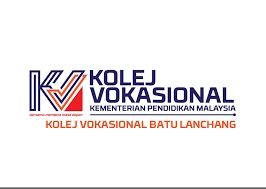 KOLEJ
VOKASIONAL
KEMENTERIAN PENDIDIKAN MALAYSIA
KOLEJ VOKASIONAL BATU LANCHANG